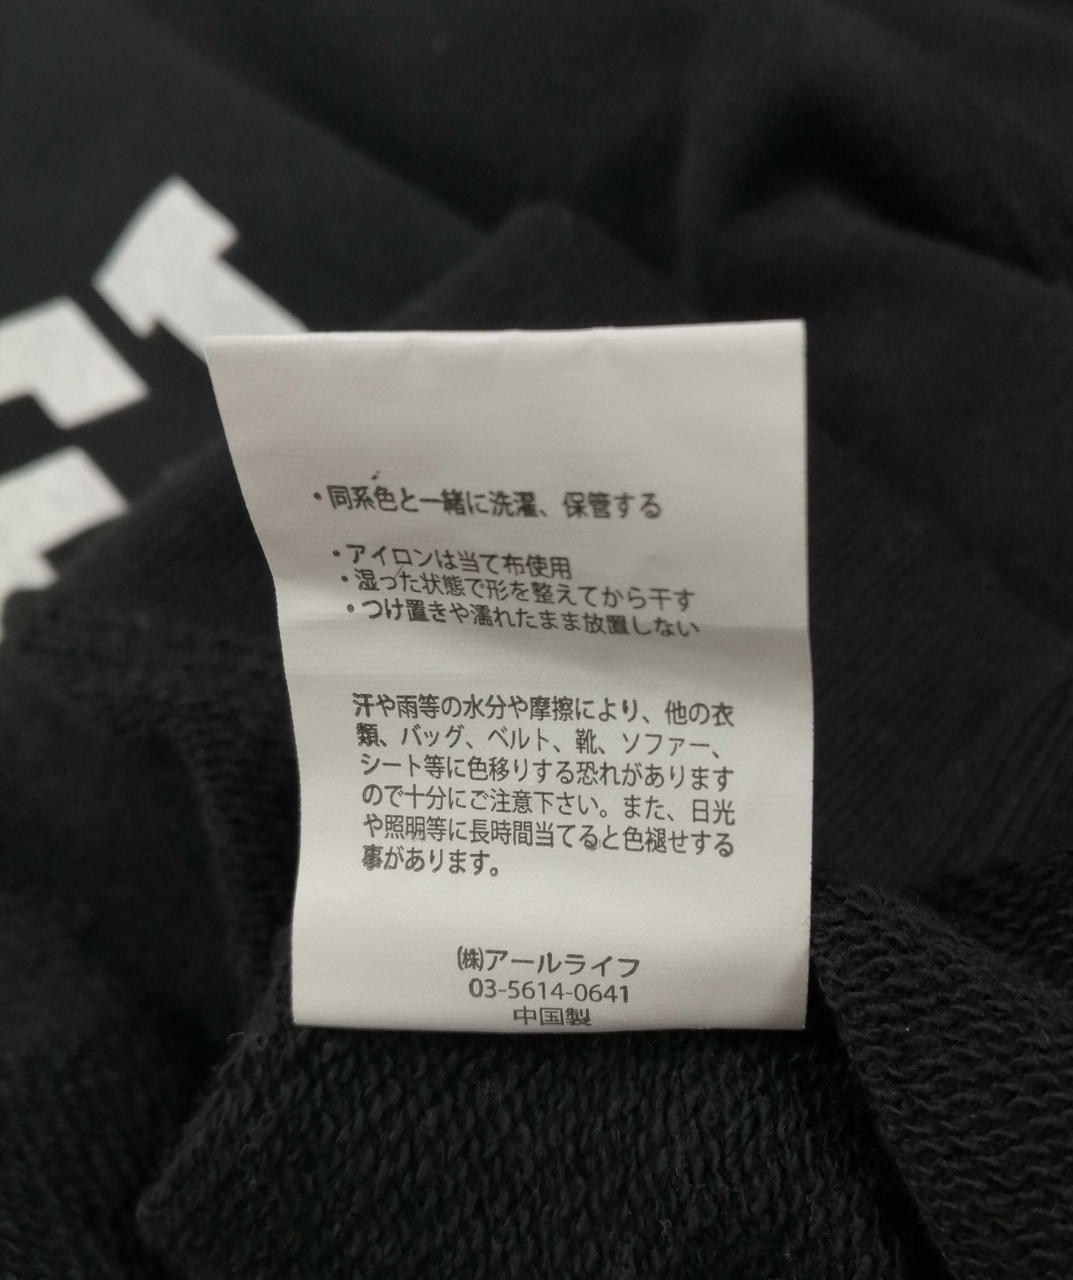 ・同系色と一緒に洗濯、保管する
・アイロンは当て布使用
・湿った状態で形を整えてから干す
・つけ置きや濡れたまま放置しない
汗や雨等の水分や摩擦により、他の衣
類、バッグ、ベルト、靴、ソファー、
シート等に色移りする恐れがあります
ので十分にご注意下さい。また、日光
や照明等に長時間当てると色褪せする
事があります。
㈱アールライフ
03-5614-0641
中国製